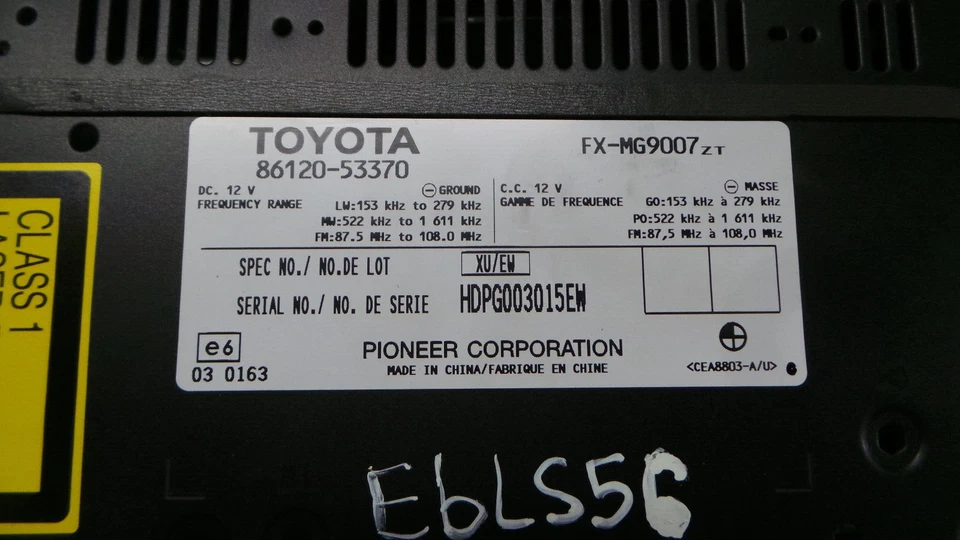 TOYOTA
86120-53370
FX-MG9007ZT
DC. 12 V ⊖GROUND
FREQUENCY RANGE LW:153 kHz to 279 kHz
MW:522 kHz to 1 611 kHz
FM:87.5 MHz to 108.0 MHz
C.C. 12 V ⊖ MASSE
GAMME DE FREQUENCE GO:153 kHz à 279 kHz
PO:522 kHz à 1 611 kHz
FM:87,5 MHz à 108,0 MHz
SPEC NO./ NO.DE LOT XU/EW
SERIAL NO./ NO. DE SERIE HDPG003015EW
e6
03 0163
PIONEER CORPORATION
MADE IN CHINA/FABRIQUE EN CHINE
<CEA8803-A/U>
CLASS 1
E6LS56